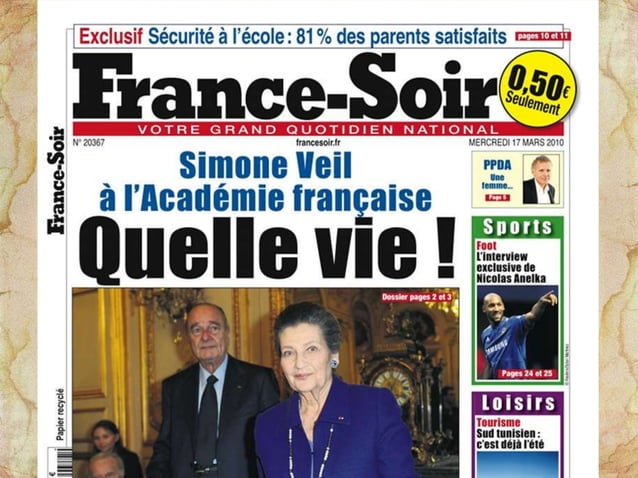 Exclusif Sécurité à l'école : 81 % des parents satisfaits pages 10 et 11
France-Soir
0,50€
Seulement
VOTRE GRAND QUOTIDIEN NATIONAL
N° 20367 francesoir.fr MERCREDI 17 MARS 2010
France-Soir
Simone Veil
à l'Académie française
Quelle vie !
Dossier pages 2 et 3
PPDA
Une
femme...
Page 5
Sports
Foot
L'interview
exclusive de
Nicolas Anelka
SAMSUNG
Pages 24 et 25
Loisirs
Tourisme
Sud tunisien :
c'est déjà l'été
Papier recyclé